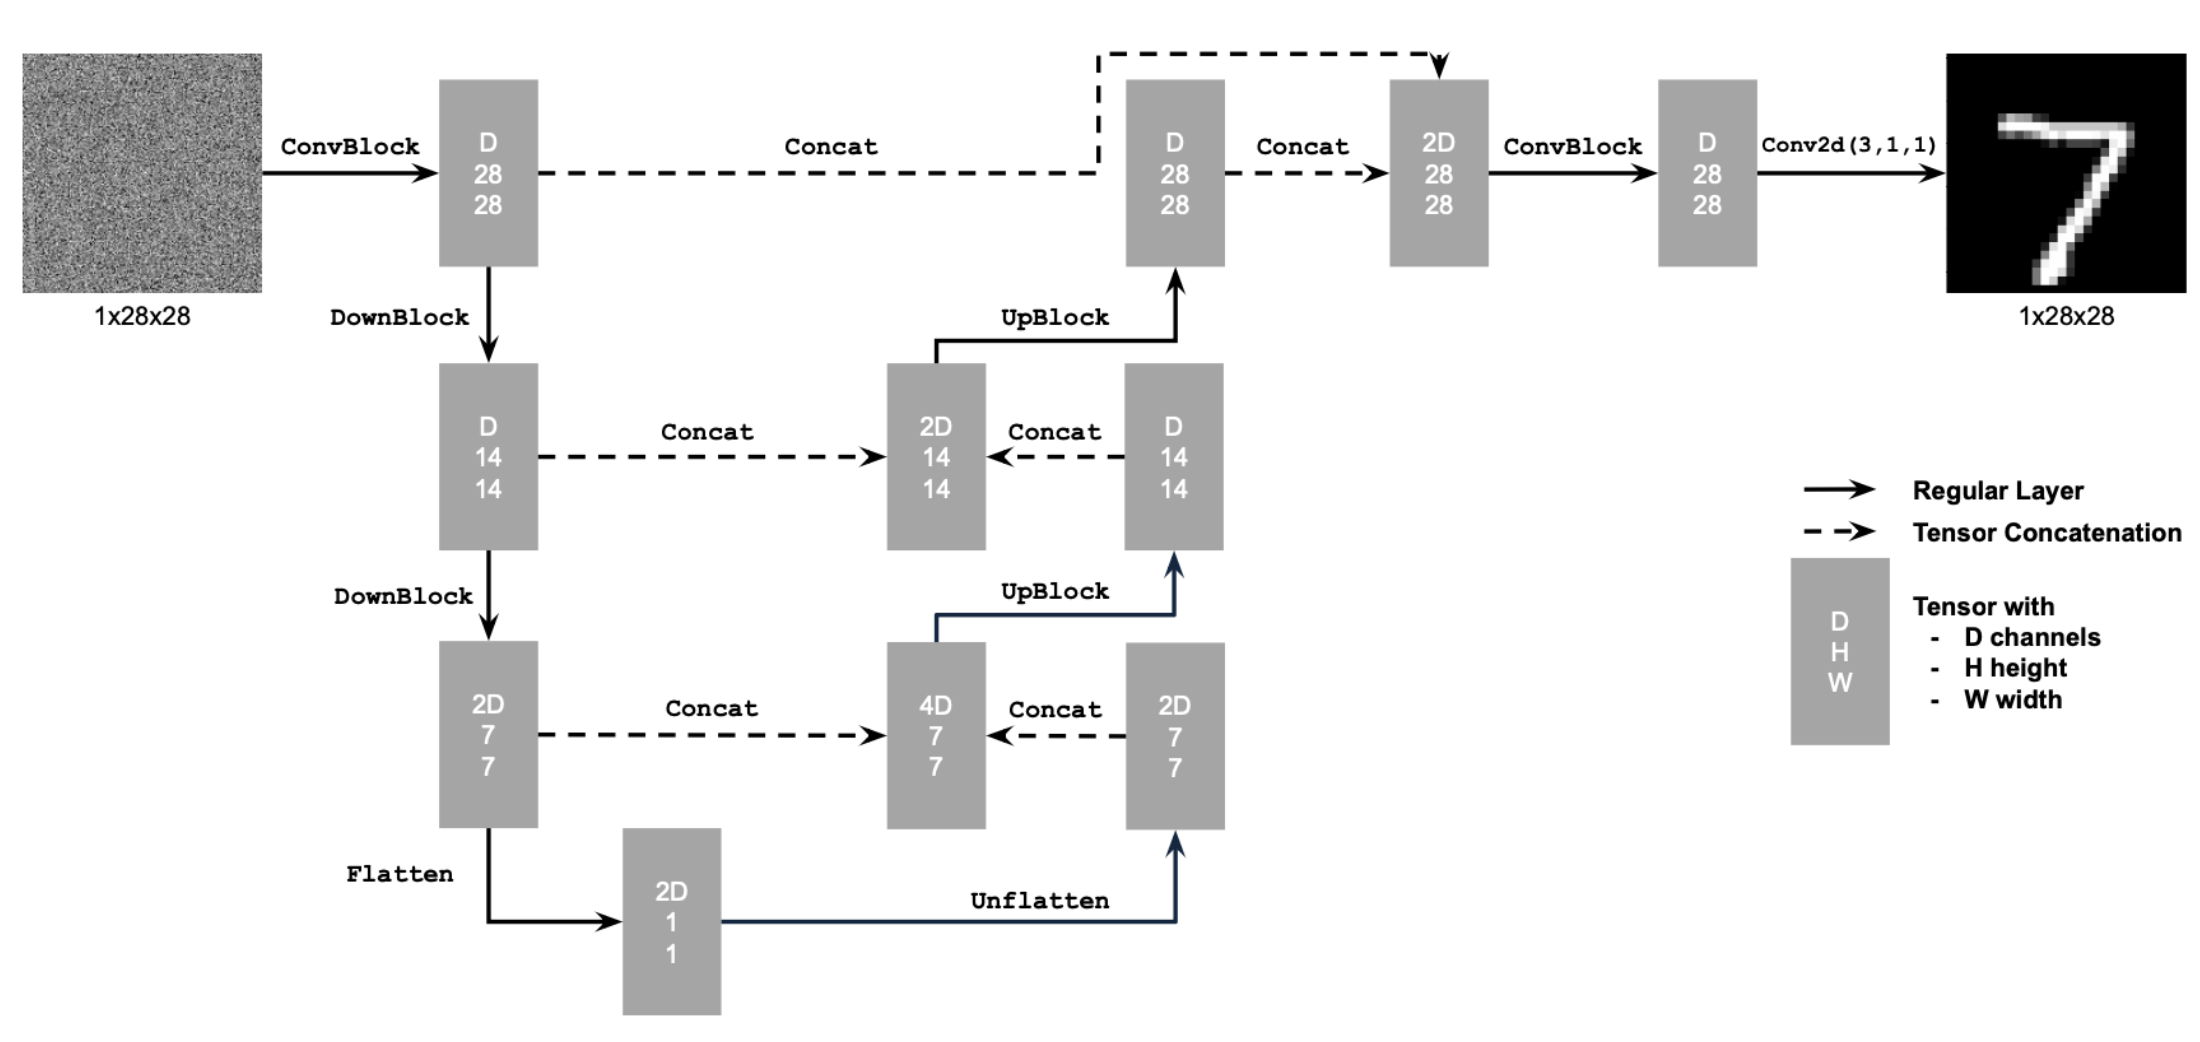 ConvBlock
D
28
28
Concat
D
28
28
Concat
2D
28
28
ConvBlock
D
28
28
Conv2d(3,1,1)
1x28x28
1x28x28
DownBlock
UpBlock
D
14
14
Concat
2D
14
14
Concat
D
14
14
Regular Layer
Tensor Concatenation
DownBlock
UpBlock
D
H
W
Tensor with
- D channels
- H height
- W width
2D
7
7
Concat
4D
7
7
Concat
2D
7
7
Flatten
2D
1
1
Unflatten